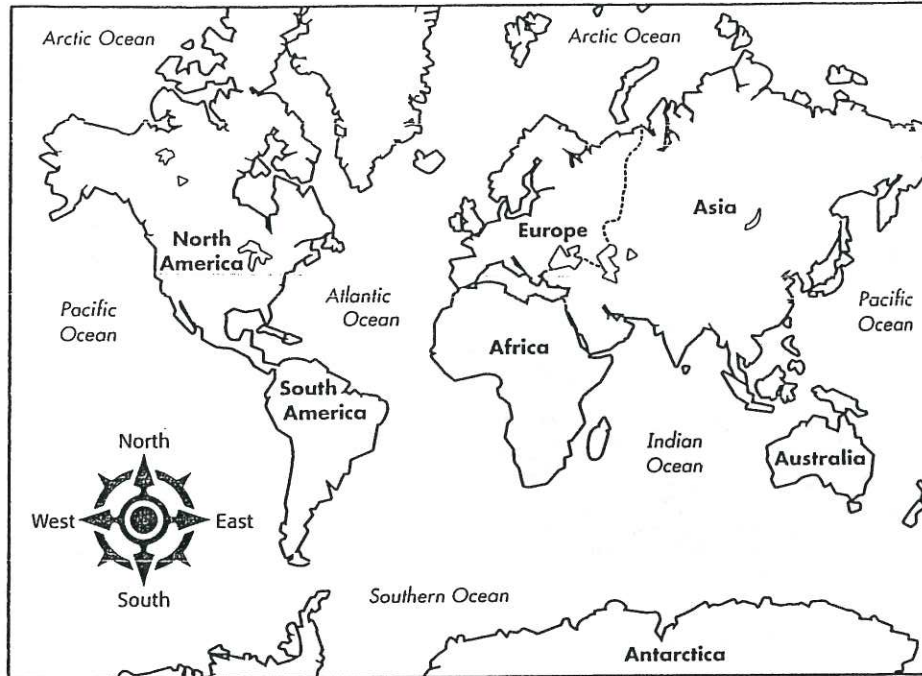 Arctic Ocean
Arctic Ocean
North
America
Europe
Asia
Pacific
Ocean
Atlantic
Ocean
Pacific
Ocean
Africa
South
America
Indian
Ocean
Australia
North
West
East
South
Southern Ocean
Antarctica